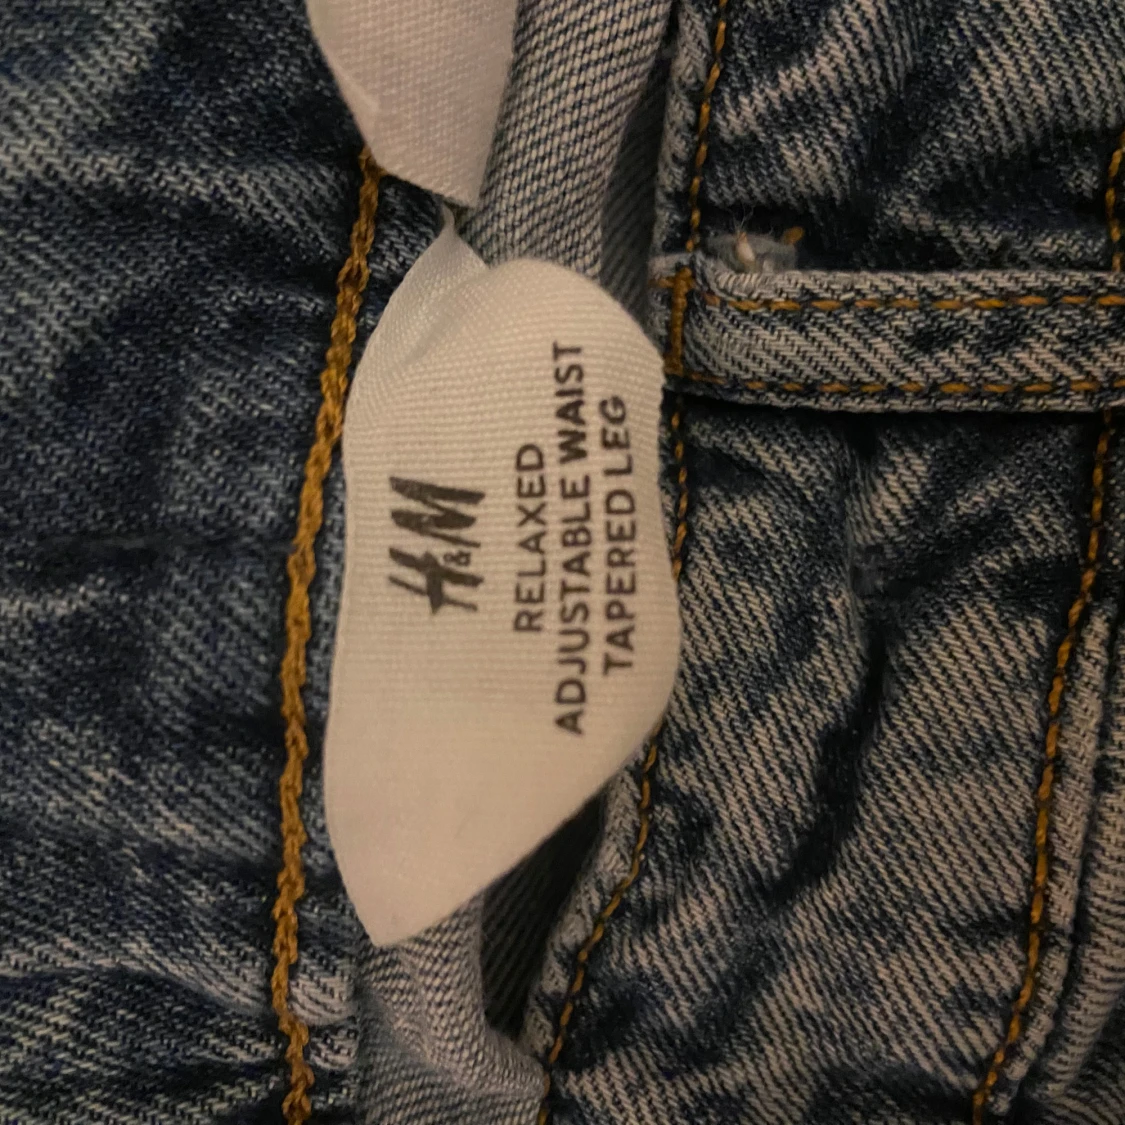 H&M
RELAXED
ADJUSTABLE WAIST
TAPERED LEG